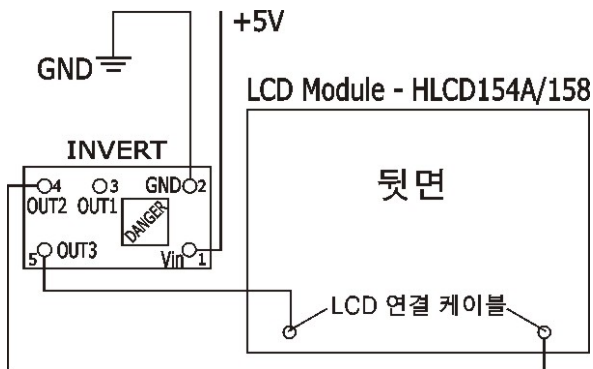 +5V
GND
LCD Module - HLCD154A/158
INVERT
뒷면
4 3 GND 2
OUT2 OUT1
DANGER
5 OUT3
Vin 1
LCD 연결 케이블